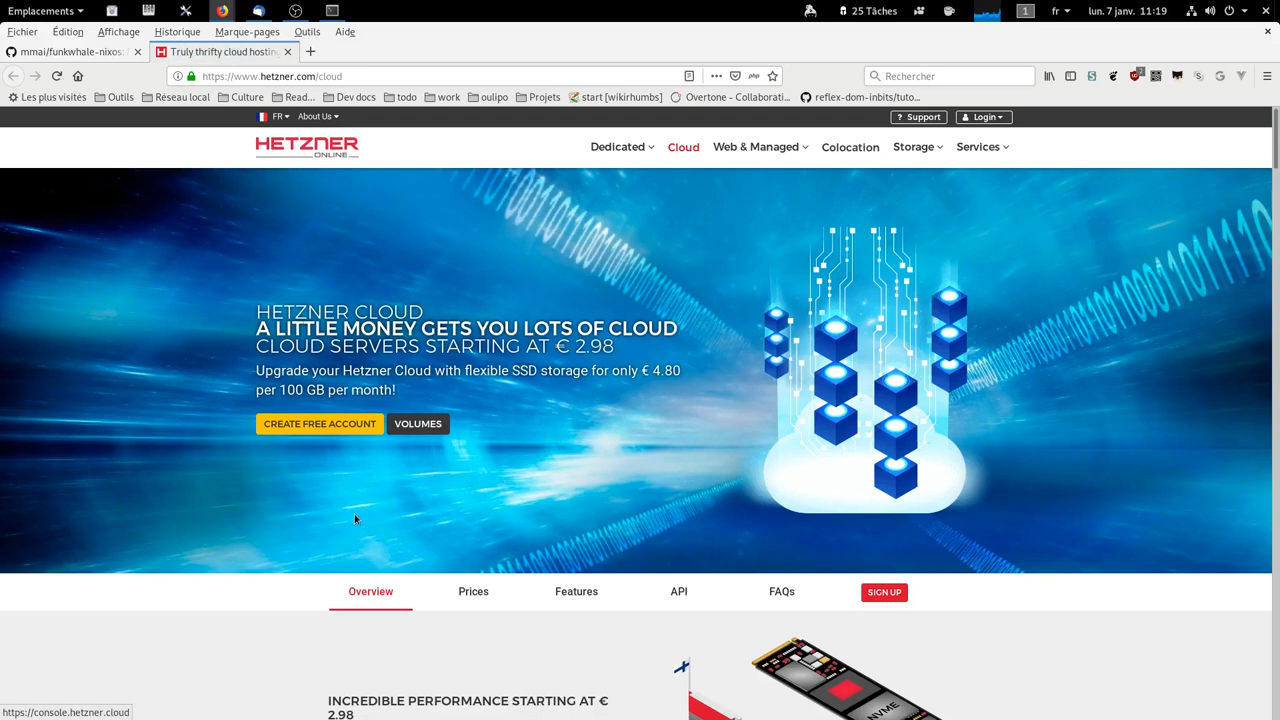 Emplacements
25 Tâches
1
fr
lun. 7 janv. 11:19
Fichier Édition Affichage Historique Marque-pages Outils Aide
mmai/funkwhale-nixos:
Truly thrifty cloud hosting
https://www.hetzner.com/cloud
php
Rechercher
2
Les plus visités Outils Réseau local Culture Read... Dev docs todo work oulipo Projets start [wikirhumbs] Overtone - Collaborati... reflex-dom-inbits/tuto...
FR About Us
? Support Login
HETZNER
ONLINE
Dedicated Cloud Web & Managed Colocation Storage Services
HETZNER CLOUD
A LITTLE MONEY GETS YOU LOTS OF CLOUD
CLOUD SERVERS STARTING AT € 2.98
Upgrade your Hetzner Cloud with flexible SSD storage for only € 4.80
per 100 GB per month!
CREATE FREE ACCOUNT VOLUMES
Overview Prices Features API FAQs SIGN UP
INCREDIBLE PERFORMANCE STARTING AT €
2.98
NVME
https://console.hetzner.cloud